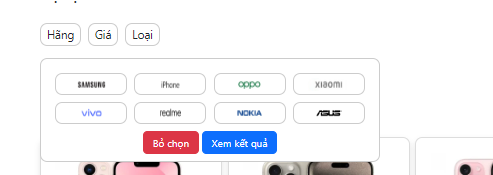 Hãng Giá Loại
SAMSUNG iPhone oppo xiaomi
vivo realme NOKIA ASUS
Bỏ chọn Xem kết quả